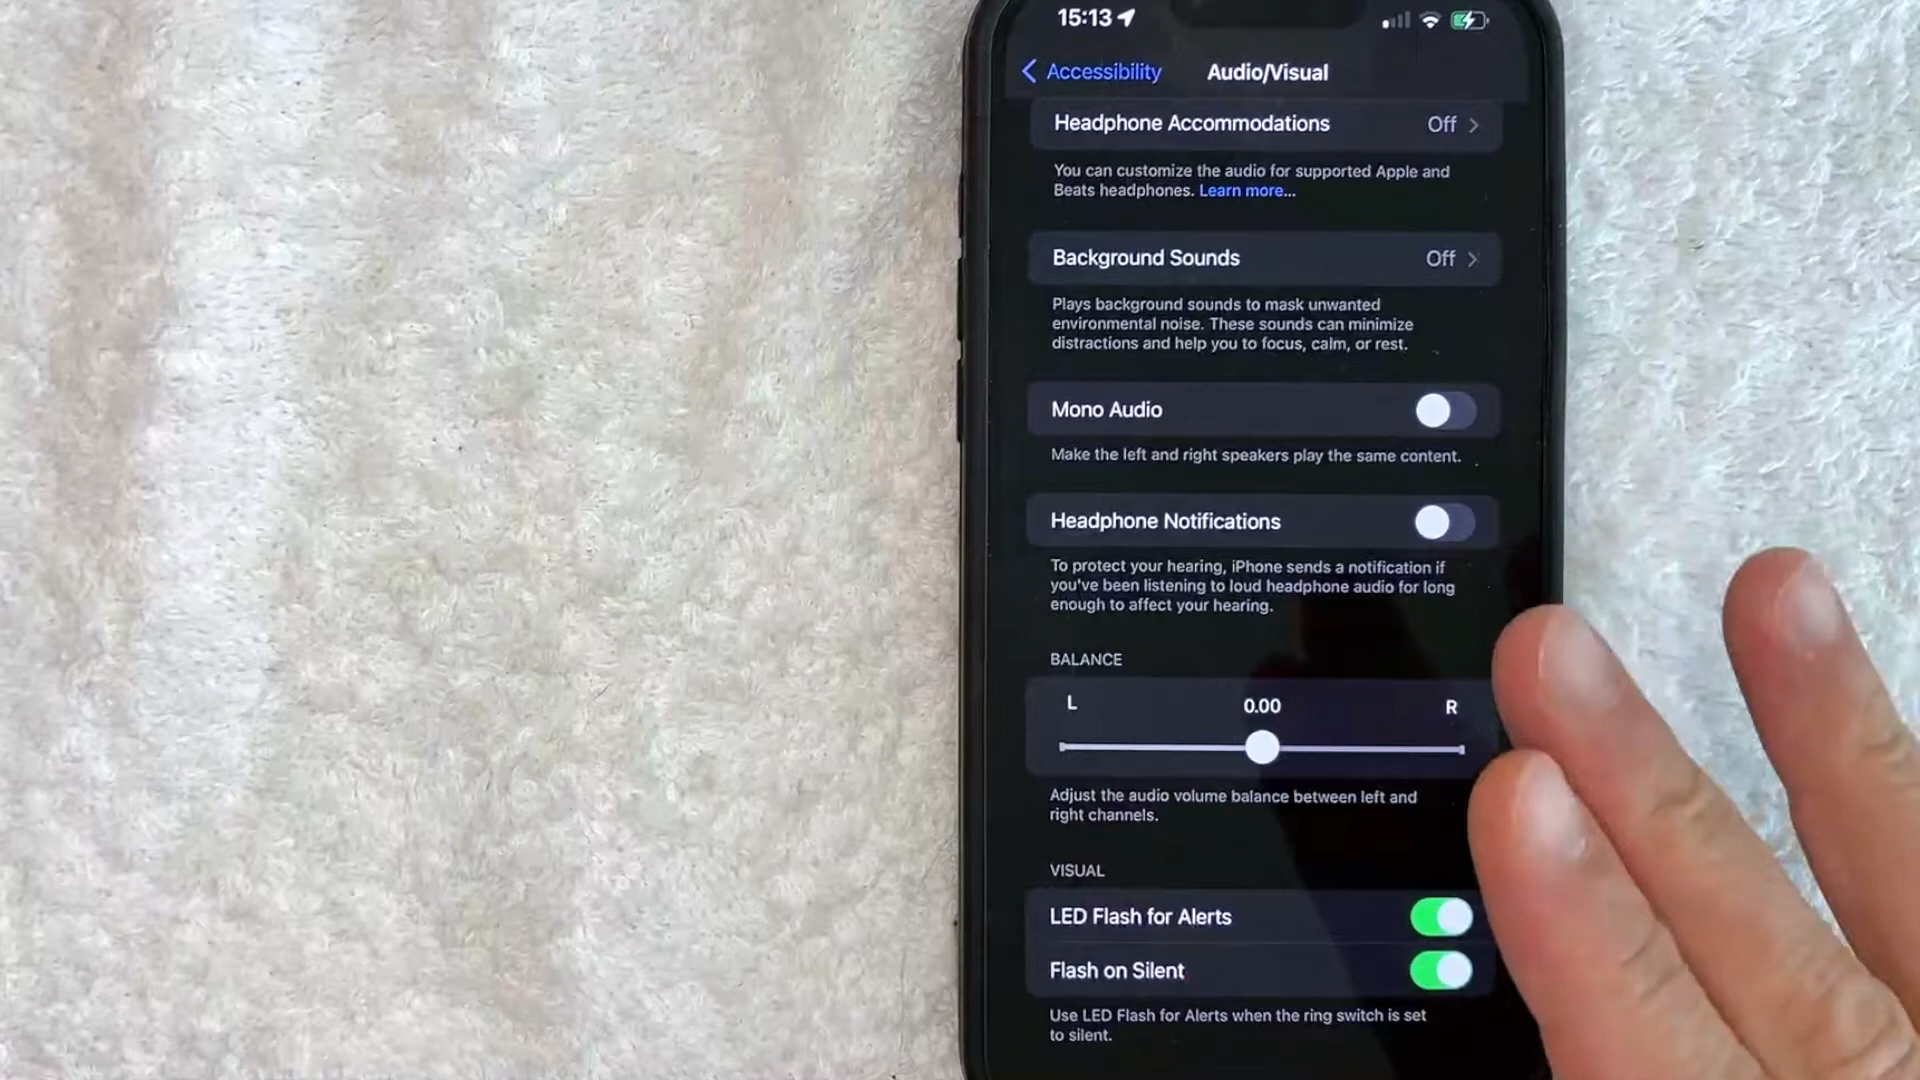 15:13
Accessibility Audio/Visual
Headphone Accommodations Off
You can customize the audio for supported Apple and
Beats headphones. Learn more...
Background Sounds Off
Plays background sounds to mask unwanted
environmental noise. These sounds can minimize
distractions and help you to focus, calm, or rest.
Mono Audio
Make the left and right speakers play the same content.
Headphone Notifications
To protect your hearing, iPhone sends a notification if
you've been listening to loud headphone audio for long
enough to affect your hearing.
BALANCE
L 0.00 R
Adjust the audio volume balance between left and
right channels.
VISUAL
LED Flash for Alerts
Flash on Silent
Use LED Flash for Alerts when the ring switch is set
to silent.